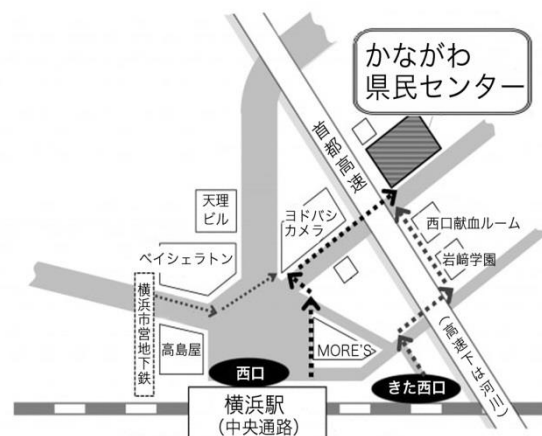 かながわ
県民センター
首都高速
天理
ビル
ヨドバシ
カメラ
西口献血ルーム
岩﨑学園
ベイシェラトン
横浜市営地下鉄
高島屋
MORE'S
(高速下は河川)
西口
きた西口
横浜駅
(中央通路)